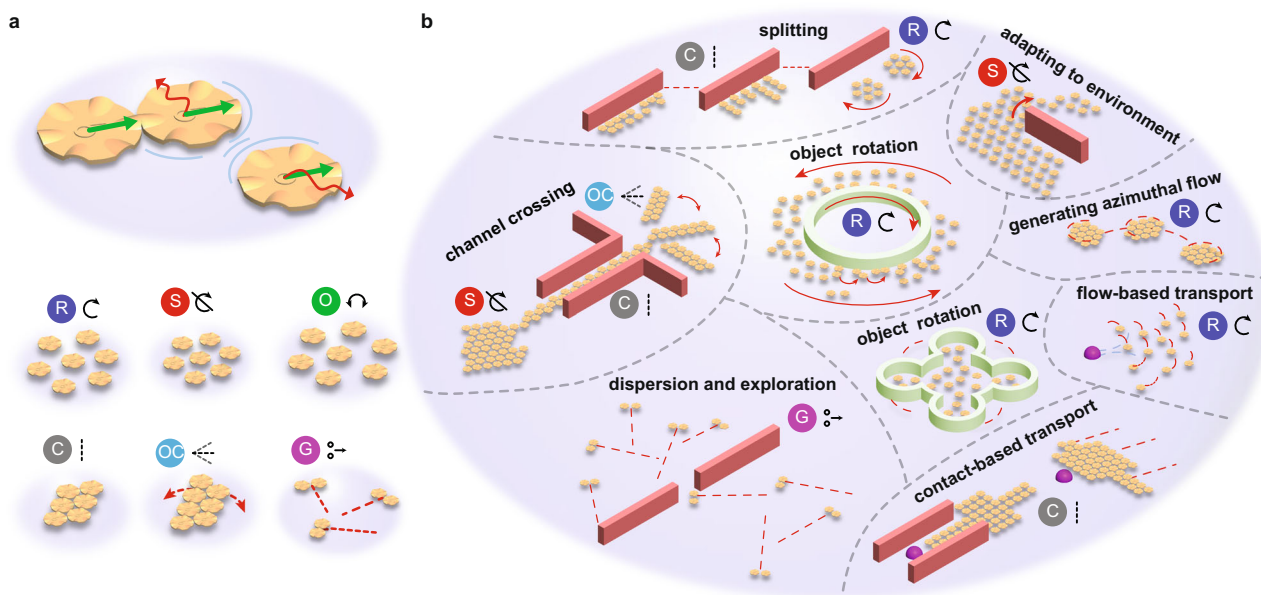 a
b
splitting
R
C
adapting to
environment
S
object rotation
R
channel crossing
OC
S
C
generating azimuthal flow
R
R
S
O
C
OC
G
flow-based transport
R
object
rotation
R
dispersion and exploration
G
contact-based transport
C